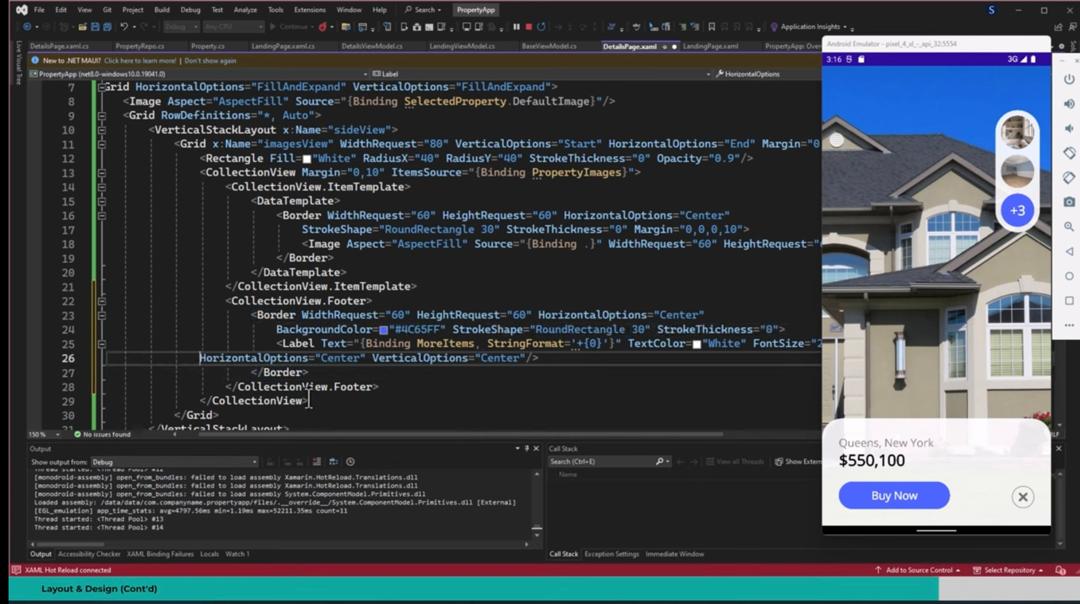 File Edit View Git Project Build Debug Test Analyze Tools Extensions Window Help Search PropertyApp S
Debug Any CPU Continue Application Insights
DetailsPage.xaml.cs PropertyRepo.cs Property.cs LandingPage.xaml.cs DetailsViewModel.cs LandingViewModel.cs BaseViewModel.cs DetailsPage.xaml LandingPage.xaml PropertyApp: Over
Live Visual Tree
New to .NET MAUI? Click here to learn more! Don't show again
PropertyApp (net8.0-windows10.0.19041.0) Label HorizontalOptions
7 Grid HorizontalOptions="FillAndExpand" VerticalOptions="FillAndExpand">
8 <Image Aspect="AspectFill" Source="{Binding SelectedProperty.DefaultImage}"/>
9 <Grid RowDefinitions="*, Auto">
10 <VerticalStackLayout x:Name="sideView">
11 <Grid x:Name="imagesView" WidthRequest="80" VerticalOptions="Start" HorizontalOptions="End" Margin="0
12 <Rectangle Fill="White" RadiusX="40" RadiusY="40" StrokeThickness="0" Opacity="0.9"/>
13 <CollectionView Margin="0,10" ItemsSource="{Binding PropertyImages}">
14 <CollectionView.ItemTemplate>
15 <DataTemplate>
16 <Border WidthRequest="60" HeightRequest="60" HorizontalOptions="Center"
17 StrokeShape="RoundRectangle 30" StrokeThickness="0" Margin="0,0,0,10">
18 <Image Aspect="AspectFill" Source="{Binding .}" WidthRequest="60" HeightRequest="6
19 </Border>
20 </DataTemplate>
21 </CollectionView.ItemTemplate>
22 <CollectionView.Footer>
23 <Border WidthRequest="60" HeightRequest="60" HorizontalOptions="Center"
24 BackgroundColor="#4C65FF" StrokeShape="RoundRectangle 30" StrokeThickness="0">
25 <Label Text="{Binding MoreItems, StringFormat='+{0}'}" TextColor="White" FontSize="2
26 HorizontalOptions="Center" VerticalOptions="Center"/>
27 </Border>
28 </CollectionView.Footer>
29 </CollectionView>
30 </Grid>
</VerticalStackLayout>
150 % No issues found
Output
Show output from: Debug
[monodroid-assembly] open_from_bundles: failed to load assembly Xamarin.HotReload.Translations.dll
[monodroid-assembly] open_from_bundles: failed to load assembly Xamarin.HotReload.Translations.dll
[monodroid-assembly] open_from_bundles: failed to load assembly System.ComponentModel.Primitives.dll
Loaded assembly: /data/data/com.companyname.propertyapp/files/.__override__/System.ComponentModel.Primitives.dll [External]
[EGL_emulation] app_time_stats: avg=4797.56ms min=1.19ms max=52211.35ms count=11
Thread started: <Thread Pool> #13
Thread started: <Thread Pool> #14
Output Accessibility Checker XAML Binding Failures Locals Watch 1
Call Stack
Search (Ctrl+E) View all Threads Show Extern
Name
Call Stack Exception Settings Immediate Window
XAML Hot Reload connected Add to Source Control Select Repository
Android Emulator - pixel_4_d_-_api_32:5554
3:16 3G
+3
Queens, New York
$550,100
Buy Now
Layout & Design (Cont'd)